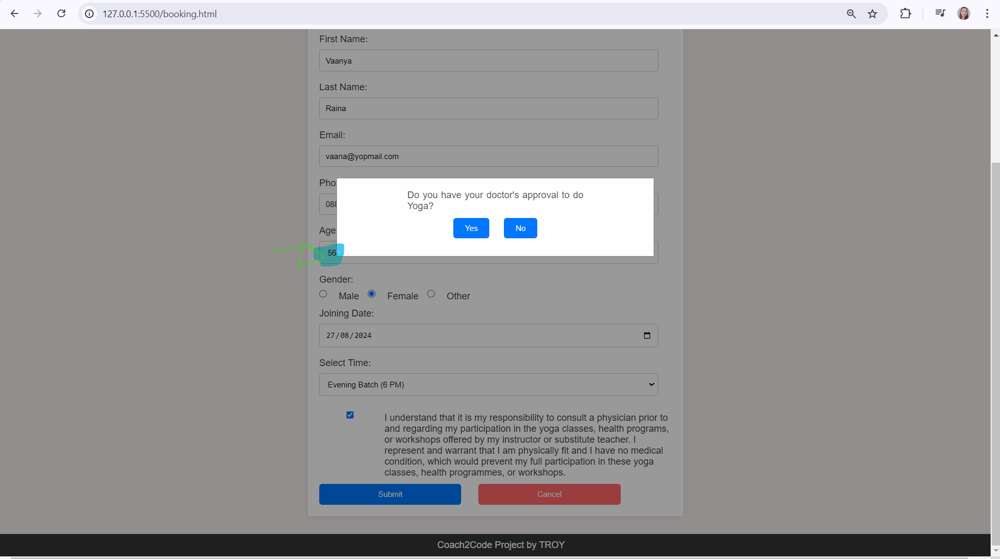 127.0.0.1:5500/booking.html
First Name:
Vaanya
Last Name:
Raina
Email:
vaana@yopmail.com
Pho
Do you have your doctor's approval to do
Yoga?
Yes No
Age
56
Gender:
Male Female Other
Joining Date:
27/08/2024
Select Time:
Evening Batch (6 PM)
I understand that it is my responsibility to consult a physician prior to
and regarding my participation in the yoga classes, health programs,
or workshops offered by my instructor or substitute teacher. I
represent and warrant that I am physically fit and I have no medical
condition, which would prevent my full participation in these yoga
classes, health programmes, or workshops.
Submit Cancel
Coach2Code Project by TROY